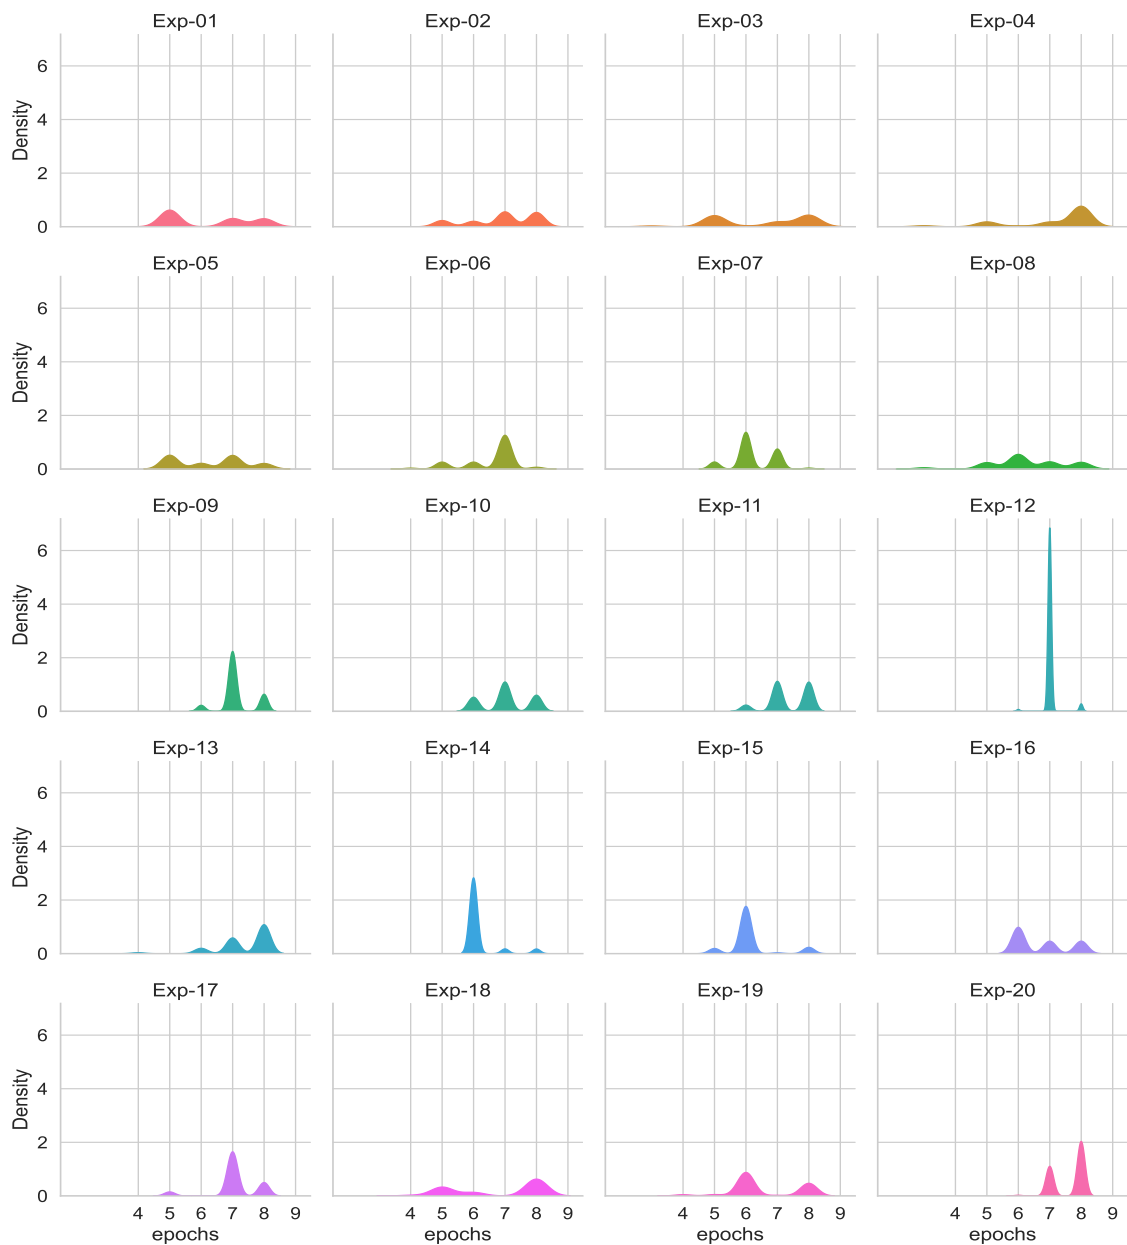 Exp-01 Exp-02 Exp-03 Exp-04
6
4
2
0
Density
Exp-05 Exp-06 Exp-07 Exp-08
6
4
2
0
Density
Exp-09 Exp-10 Exp-11 Exp-12
6
4
2
0
Density
Exp-13 Exp-14 Exp-15 Exp-16
6
4
2
0
Density
Exp-17 Exp-18 Exp-19 Exp-20
6
4
2
0
Density
4 5 6 7 8 9 4 5 6 7 8 9 4 5 6 7 8 9 4 5 6 7 8 9
epochs epochs epochs epochs